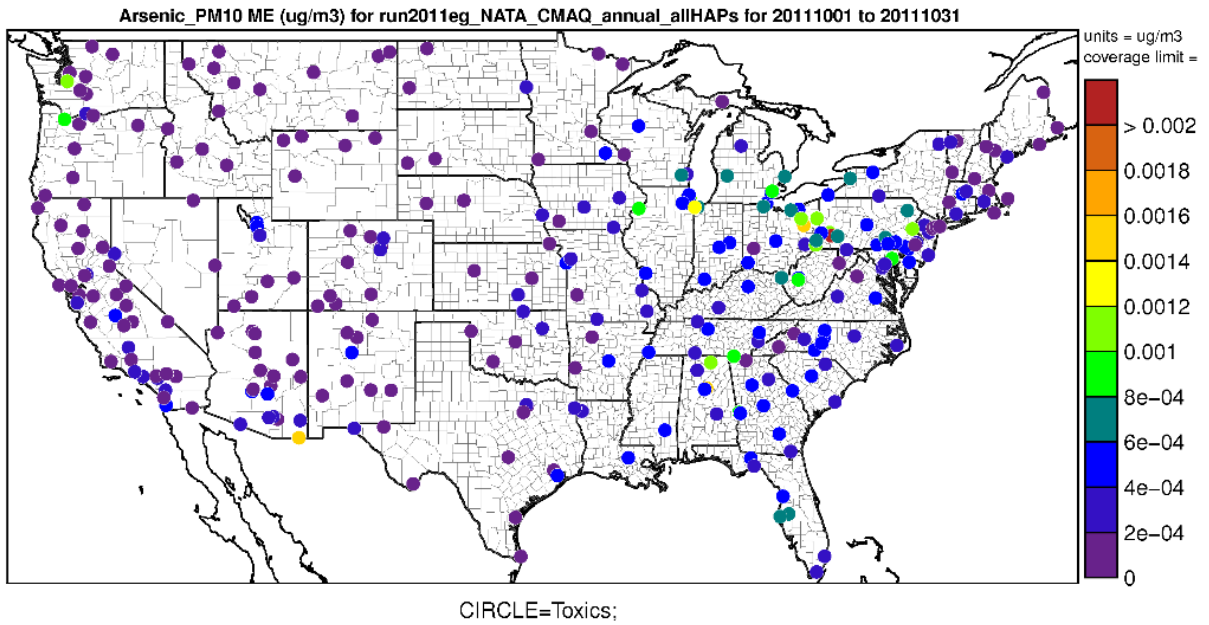 Arsenic_PM10 ME (ug/m3) for run2011eg_NATA_CMAQ_annual_allHAPs for 20111001 to 20111031
units = ug/m3
coverage limit =
> 0.002
0.0018
0.0016
0.0014
0.0012
0.001
8e−04
6e−04
4e−04
2e−04
0
CIRCLE=Toxics;